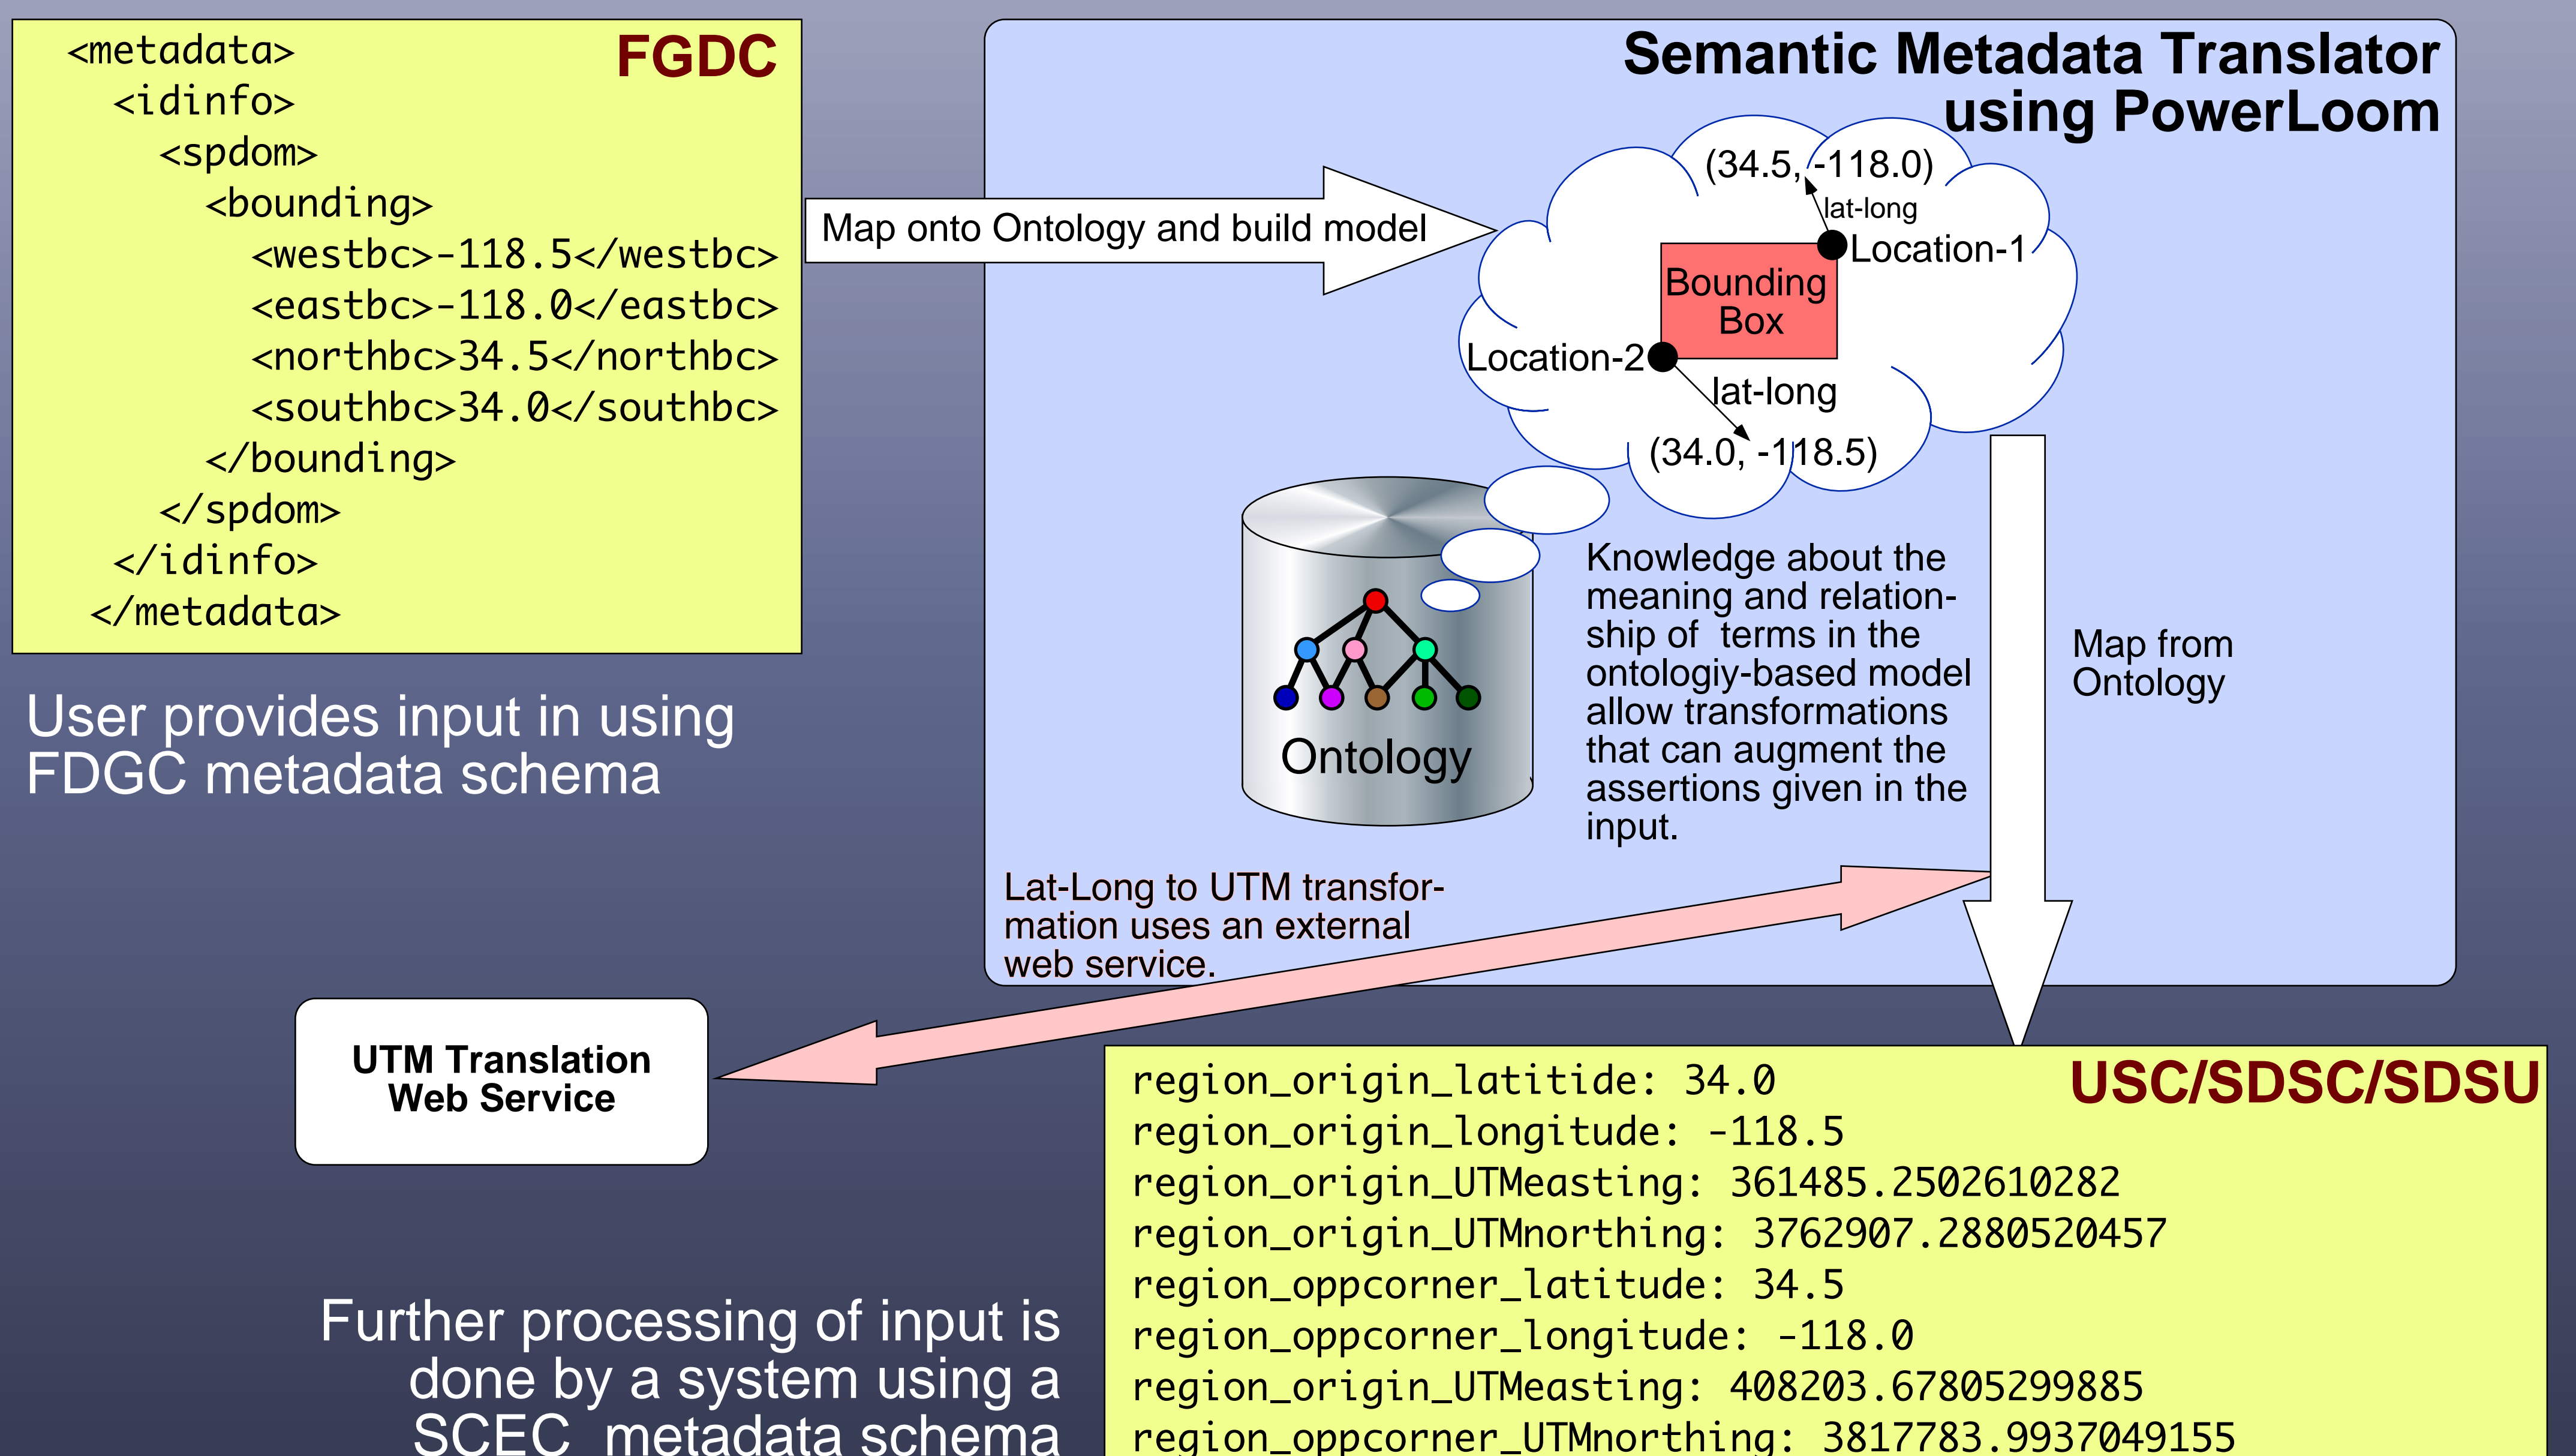 <metadata>
FGDC
<idinfo>
<spdom>
<bounding>
<westbc>-118.5</westbc>
<eastbc>-118.0</eastbc>
<northbc>34.5</northbc>
<southbc>34.0</southbc>
</bounding>
</spdom>
</idinfo>
</metadata>
User provides input in using
FDGC metadata schema
Map onto Ontology and build model
Semantic Metadata Translator
using PowerLoom
(34.5, -118.0)
lat-long
Location-1
Bounding
Box
Location-2
lat-long
(34.0, -118.5)
Ontology
Knowledge about the
meaning and relation-
ship of  terms in the
ontologiy-based model
allow transformations
that can augment the
assertions given in the
input.
Map from
Ontology
Lat-Long to UTM transfor-
mation uses an external
web service.
UTM Translation
Web Service
Further processing of input is
done by a system using a
SCEC  metadata schema
USC/SDSC/SDSU
region_origin_latitide: 34.0
region_origin_longitude: -118.5
region_origin_UTMeasting: 361485.2502610282
region_origin_UTMnorthing: 3762907.2880520457
region_oppcorner_latitude: 34.5
region_oppcorner_longitude: -118.0
region_origin_UTMeasting: 408203.67805299885
region_oppcorner_UTMnorthing: 3817783.9937049155